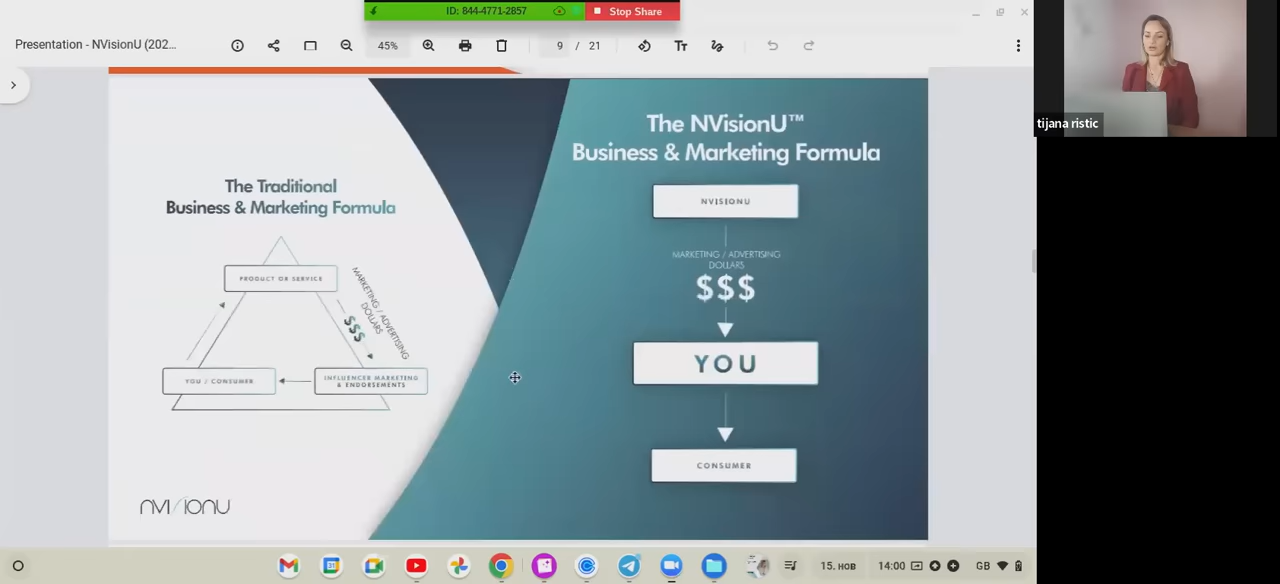 ID: 844-4771-2857
Stop Share
Presentation - NVisionU (202...
45%
9 / 21
tijana ristic
The Traditional
Business & Marketing Formula
PRODUCT OR SERVICE
MARKETING / ADVERTISING
DOLLARS
$$$
YOU / CONSUMER
INFLUENCER MARKETING
& ENDORSEMENTS
nvisionu
The NVisionU™
Business & Marketing Formula
NVISIONU
MARKETING / ADVERTISING
DOLLARS
$$$
YOU
CONSUMER
15. нов
14:00
GB